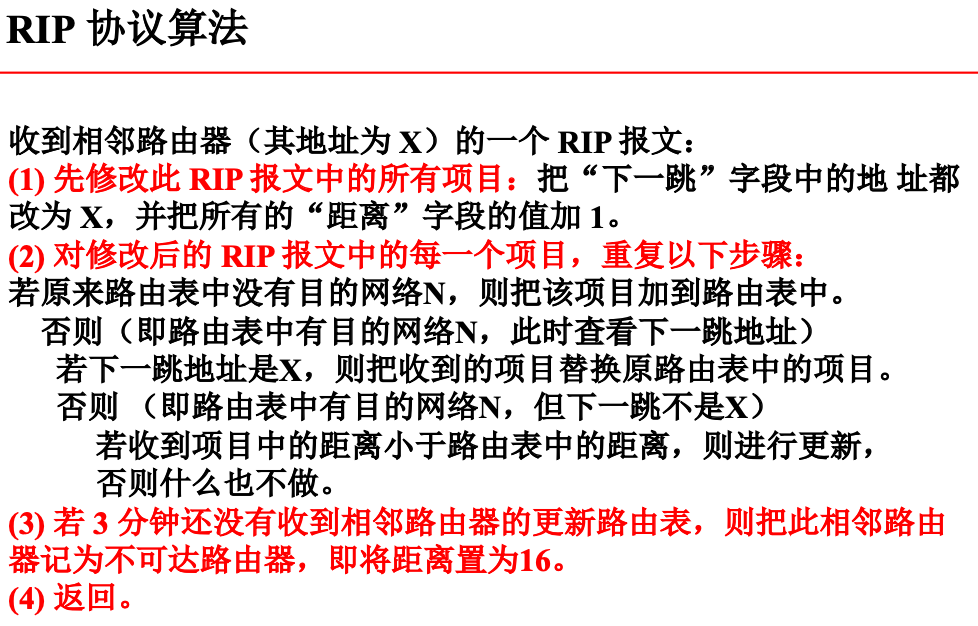 RIP 协议算法
收到相邻路由器（其地址为 X）的一个 RIP 报文：
(1) 先修改此 RIP 报文中的所有项目：把“下一跳”字段中的地 址都
改为 X，并把所有的“距离”字段的值加 1。
(2) 对修改后的 RIP 报文中的每一个项目，重复以下步骤：
若原来路由表中没有目的网络N，则把该项目加到路由表中。
否则（即路由表中有目的网络N，此时查看下一跳地址）
若下一跳地址是X，则把收到的项目替换原路由表中的项目。
否则 （即路由表中有目的网络N，但下一跳不是X）
若收到项目中的距离小于路由表中的距离，则进行更新，
否则什么也不做。
(3) 若 3 分钟还没有收到相邻路由器的更新路由表，则把此相邻路由
器记为不可达路由器，即将距离置为16。
(4) 返回。